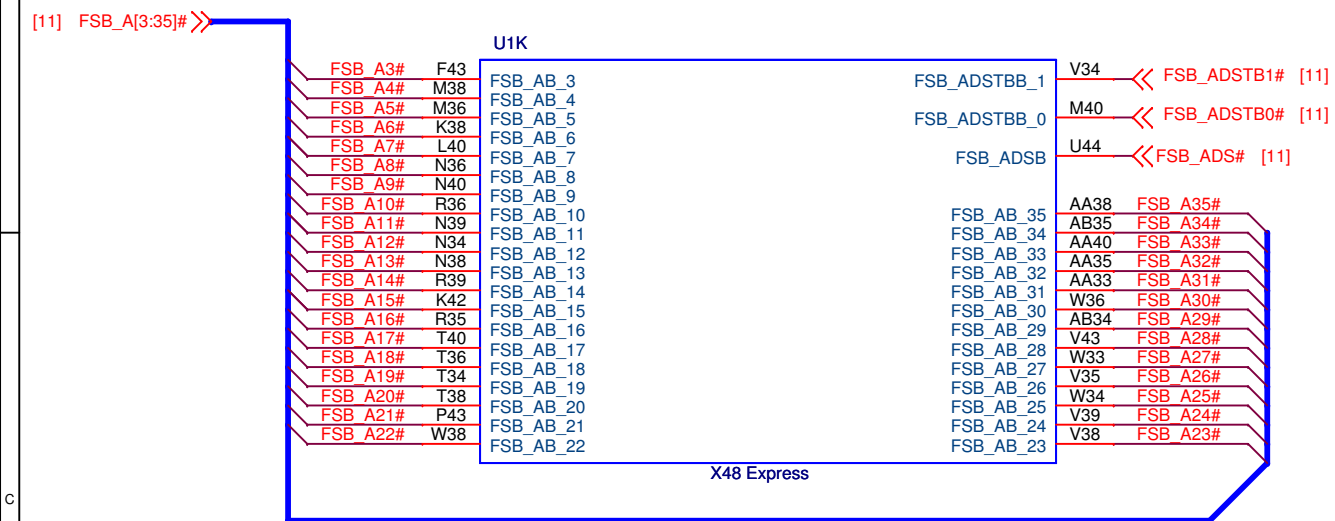 [11] FSB_A[3:35]#
U1K
FSB_A3# F43 FSB_AB_3 FSB_ADSTBB_1 V34 FSB_ADSTB1# [11]
FSB_A4# M38 FSB_AB_4
FSB_A5# M36 FSB_AB_5 FSB_ADSTBB_0 M40 FSB_ADSTB0# [11]
FSB_A6# K38 FSB_AB_6
FSB_A7# L40 FSB_AB_7 FSB_ADSB U44 FSB_ADS# [11]
FSB_A8# N36 FSB_AB_8
FSB_A9# N40 FSB_AB_9
FSB_A10# R36 FSB_AB_10 FSB_AB_35 AA38 FSB_A35#
FSB_A11# N39 FSB_AB_11 FSB_AB_34 AB35 FSB_A34#
FSB_A12# N34 FSB_AB_12 FSB_AB_33 AA40 FSB_A33#
FSB_A13# N38 FSB_AB_13 FSB_AB_32 AA35 FSB_A32#
FSB_A14# R39 FSB_AB_14 FSB_AB_31 AA33 FSB_A31#
FSB_A15# K42 FSB_AB_15 FSB_AB_30 W36 FSB_A30#
FSB_A16# R35 FSB_AB_16 FSB_AB_29 AB34 FSB_A29#
FSB_A17# T40 FSB_AB_17 FSB_AB_28 V43 FSB_A28#
FSB_A18# T36 FSB_AB_18 FSB_AB_27 W33 FSB_A27#
FSB_A19# T34 FSB_AB_19 FSB_AB_26 V35 FSB_A26#
FSB_A20# T38 FSB_AB_20 FSB_AB_25 W34 FSB_A25#
FSB_A21# P43 FSB_AB_21 FSB_AB_24 V39 FSB_A24#
FSB_A22# W38 FSB_AB_22 FSB_AB_23 V38 FSB_A23#
X48 Express
C